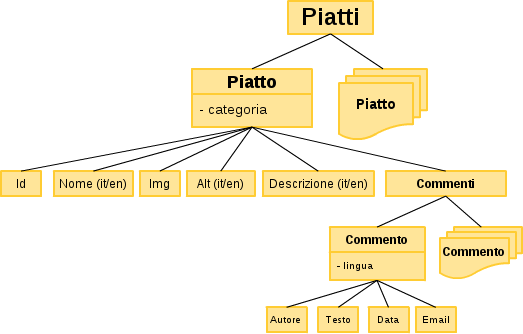 Piatti
Piatto
- categoria
Piatto
Id
Nome (it/en)
Img
Alt (it/en)
Descrizione (it/en)
Commenti
Commento
- lingua
Commento
Autore
Testo
Data
Email